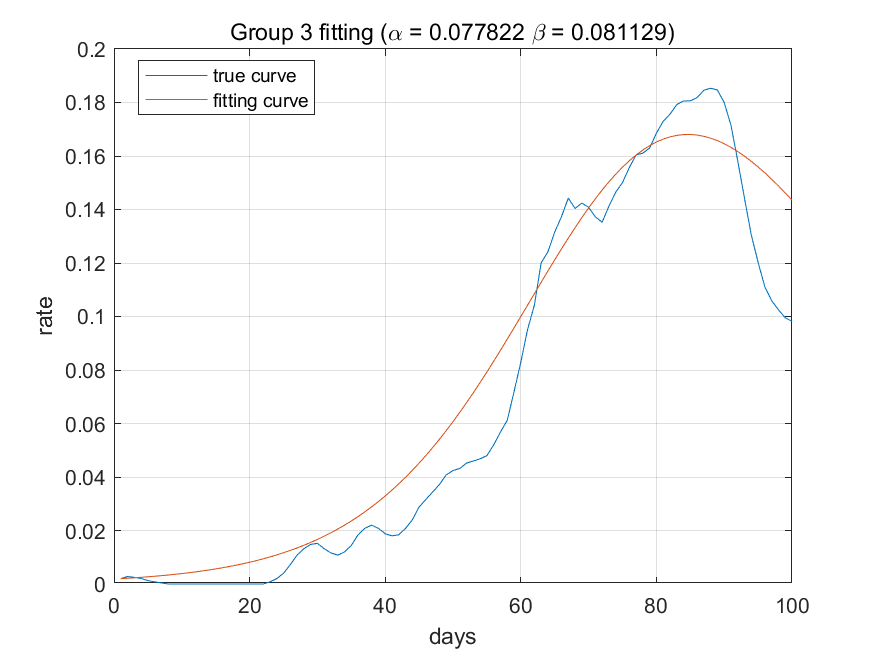 Group 3 fitting (α = 0.077822 β = 0.081129)
true curve
fitting curve
rate
0.2
0.18
0.16
0.14
0.12
0.1
0.08
0.06
0.04
0.02
0
0 20 40 60 80 100
days